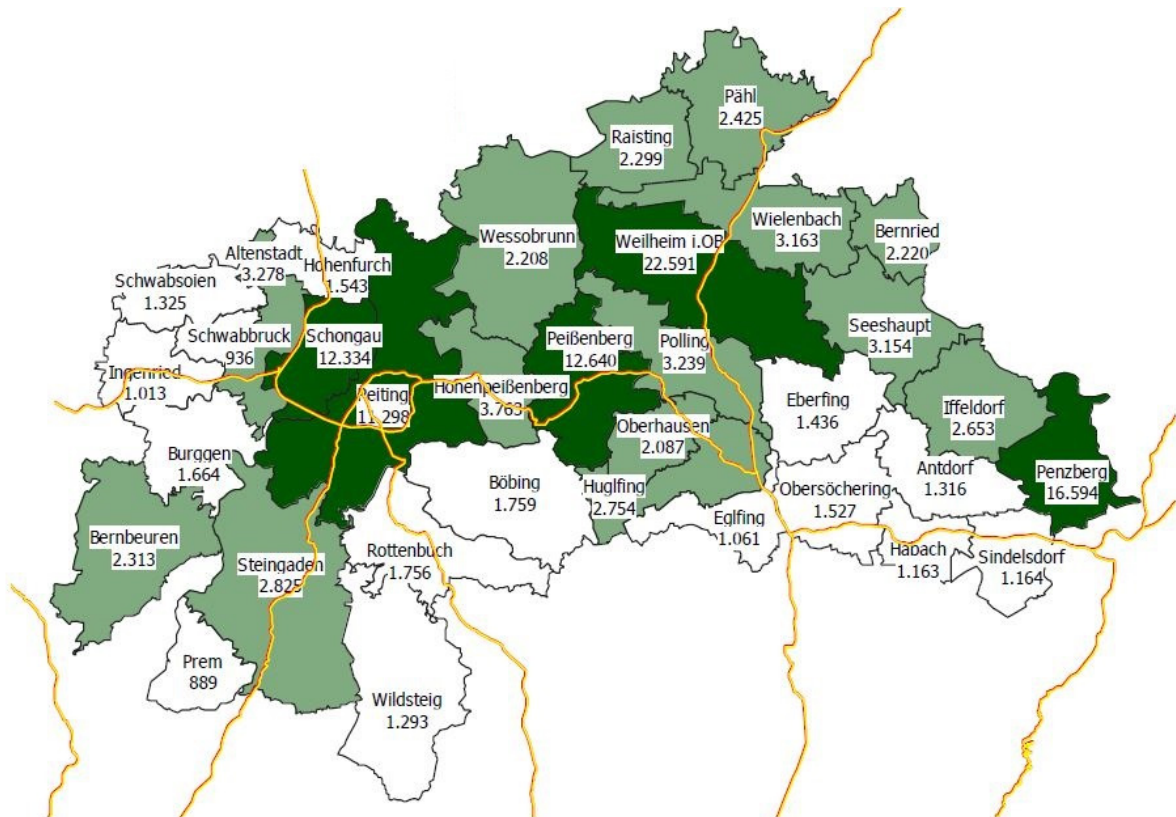 Pähl
2.425
Raisting
2.299
Wielenbach
3.163
Bernried
2.220
Wessobrunn
2.208
Weilheim i.OB
22.591
Altenstadt
3.278
Hohenfurch
1.543
Schwabsoien
1.325
Schwabbruck
936
Schongau
12.334
Peißenberg
12.640
Polling
3.239
Seeshaupt
3.154
Ingenried
1.013
Peiting
11.298
Hohenpeißenberg
3.763
Eberfing
1.436
Iffeldorf
2.653
Oberhausen
2.087
Burggen
1.664
Böbing
1.759
Huglfing
2.754
Obersöchering
1.527
Antdorf
1.316
Penzberg
16.594
Eglfing
1.061
Bernbeuren
2.313
Steingaden
2.825
Rottenbuch
1.756
Habach
1.163
Sindelsdorf
1.164
Prem
889
Wildsteig
1.293